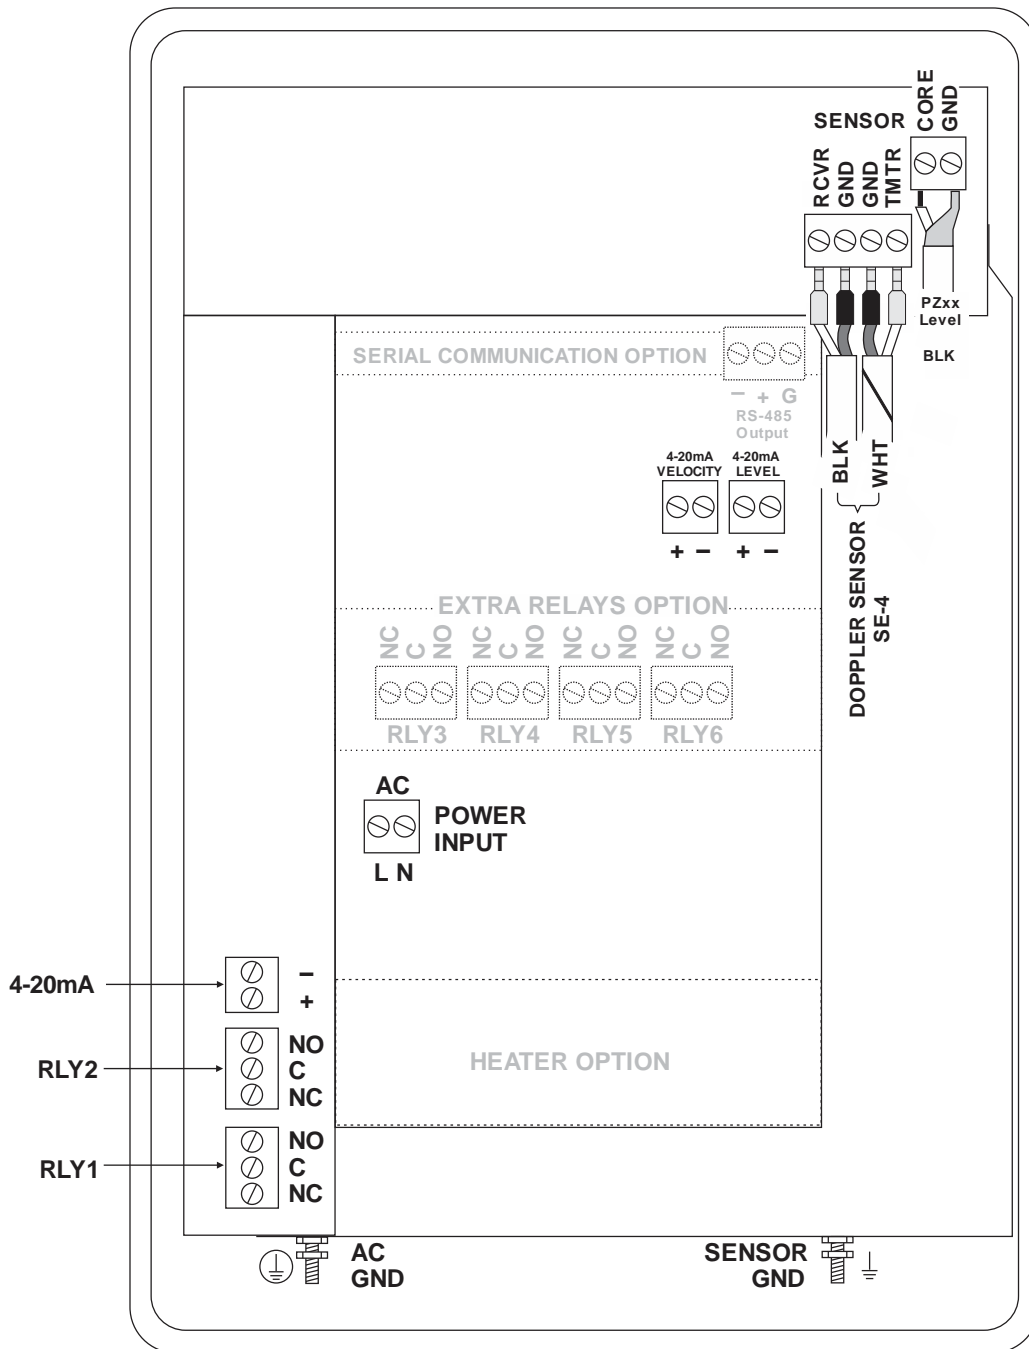 CORE
GND
SENSOR
RCVR
GND
GND
TMTR
PZxx
Level
BLK
SERIAL COMMUNICATION OPTION
− + G
RS-485
Output
4-20mA
VELOCITY
4-20mA
LEVEL
+ − + −
BLK
WHT
DOPPLER SENSOR
SE-4
EXTRA RELAYS OPTION
NC C NO NC C NO NC C NO NC C NO
RLY3 RLY4 RLY5 RLY6
AC
POWER
INPUT
L N
4-20mA
−
+
RLY2
NO
C
NC
HEATER OPTION
RLY1
NO
C
NC
AC
GND
SENSOR
GND